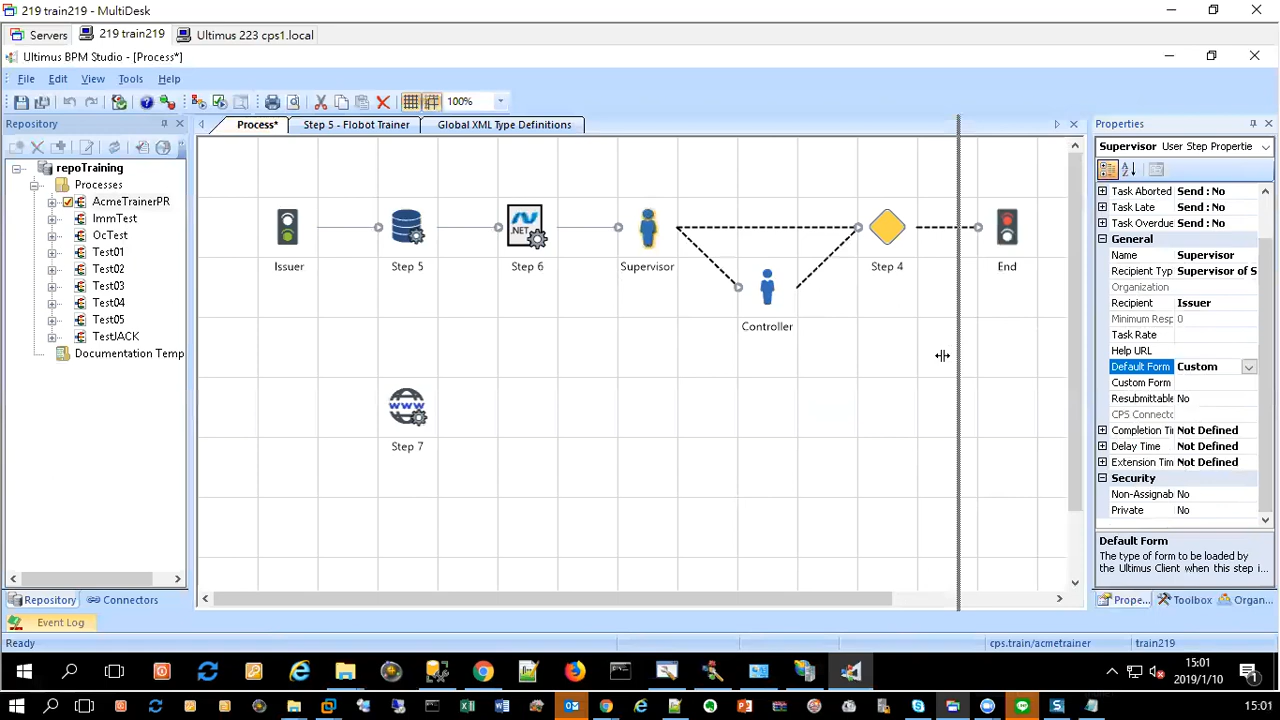 219 train219 - MultiDesk
Servers 219 train219 Ultimus 223 cps1.local
Ultimus BPM Studio - [Process*]
File Edit View Tools Help
100%
Repository
Process* Step 5 - Flobot Trainer Global XML Type Definitions
Properties
repoTraining
Processes
AcmeTrainerPR
ImmTest
OcTest
Test01
Test02
Test03
Test04
Test05
TestJACK
Documentation Temp
.NET
Issuer Step 5 Step 6 Supervisor Step 4 End
Controller
www
Step 7
Supervisor User Step Propertie
Task Aborted Send : No
Task Late Send : No
Task Overdue Send : No
General
Name Supervisor
Recipient Typ Supervisor of S
Organization
Recipient Issuer
Minimum Resp 0
Task Rate
Help URL
Default Form Custom
Custom Form
Resubmittable No
CPS Connecto
Completion Ti Not Defined
Delay Time Not Defined
Extension Tim Not Defined
Security
Non-Assignab No
Private No
Default Form
The type of form to be loaded by
the Ultimus Client when this step i...
Repository Connectors
Prope... Toolbox Organ...
Event Log
Ready cps.train/acmetrainer train219
15:01
2019/1/10
15:01